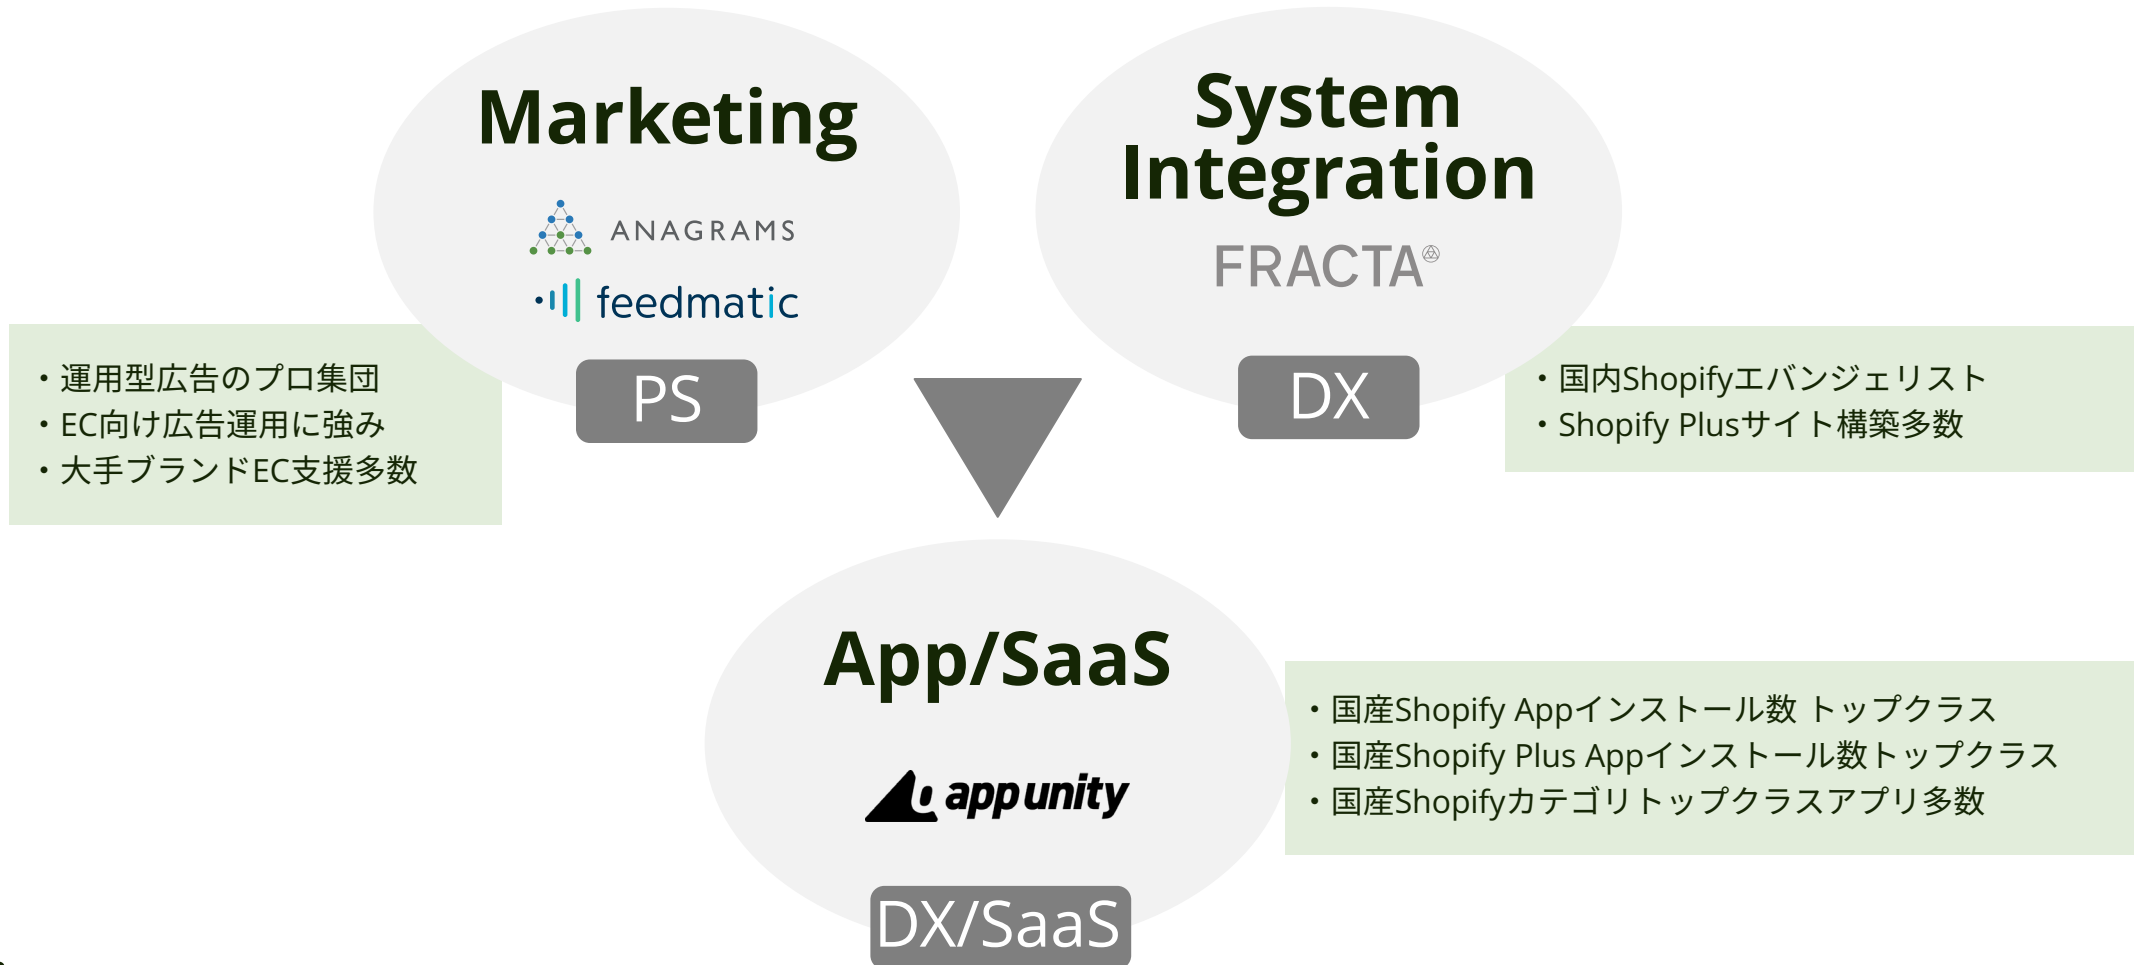 Marketing
ANAGRAMS
feedmatic
PS
・運用型広告のプロ集団
・EC向け広告運用に強み
・大手ブランドEC支援多数
System
Integration
FRACTA
DX
・国内Shopifyエバンジェリスト
・Shopify Plusサイト構築多数
App/SaaS
app unity
DX/SaaS
・国産Shopify Appインストール数 トップクラス
・国産Shopify Plus Appインストール数トップクラス
・国産Shopifyカテゴリトップクラスアプリ多数